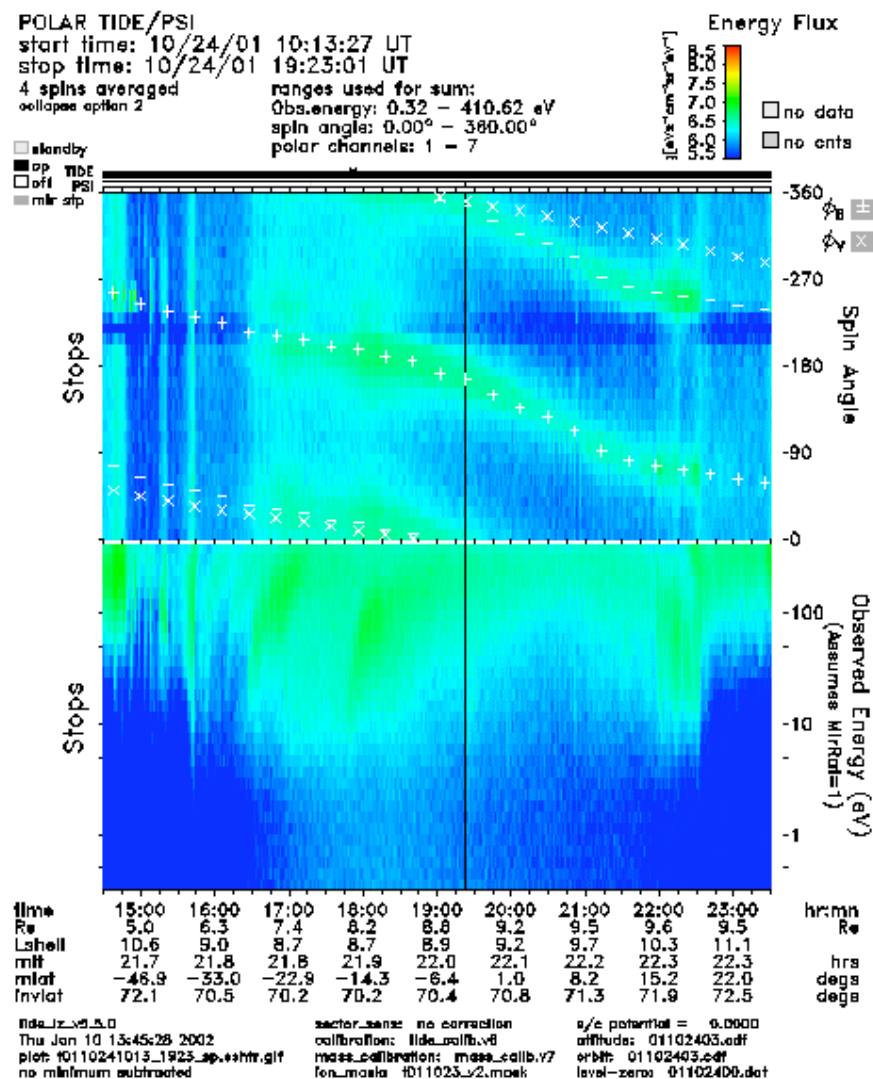 POLAR TIDE/PSI
start time: 10/24/01 10:13:27 UT
stop time: 10/24/01 19:23:01 UT
4 spins averaged
collapse option 2
ranges used for sum:
Obs.energy: 0.32 - 410.62 eV
spin angle: 0.00° - 360.00°
polar channels: 1 - 7
Energy Flux
8.5
8.0
7.5
7.0
6.5
6.0
5.5
no data
no cnts
standby
op
off
mlr stp
TIDE
PSI
-360
-270
-180
-90
-0
Stops
Spin Angle
-100
-10
-1
Stops
Observed Energy (eV)
(Assumes MirRat=1)
time 15:00 16:00 17:00 18:00 19:00 20:00 21:00 22:00 23:00 hr:mn
Re 5.0 6.3 7.4 8.2 8.8 9.2 9.5 9.6 9.5 Re
Lshell 10.6 9.0 8.7 8.7 8.9 9.2 9.7 10.3 11.1
mlt 21.7 21.8 21.8 21.9 22.0 22.1 22.2 22.3 22.3 hrs
mlat -46.9 -33.0 -22.9 -14.3 -6.4 1.0 8.2 15.2 22.0 degs
invlat 72.1 70.5 70.2 70.2 70.4 70.8 71.3 71.9 72.5 degs
Thu Jan 10 13:45:28 2002
plot: t0110241013_1923_sp.eshtr.gif
no minimum subtracted
sector_sense: no correction
calibration: tide_calib.v6
mass_calibration: mass_calib.v7
ion_mask: t011023_v2.mask
s/c potential = 0.0000
attitude: 01102403.cdf
orbit: 01102403.cdf
level-zero: 01102400.dat